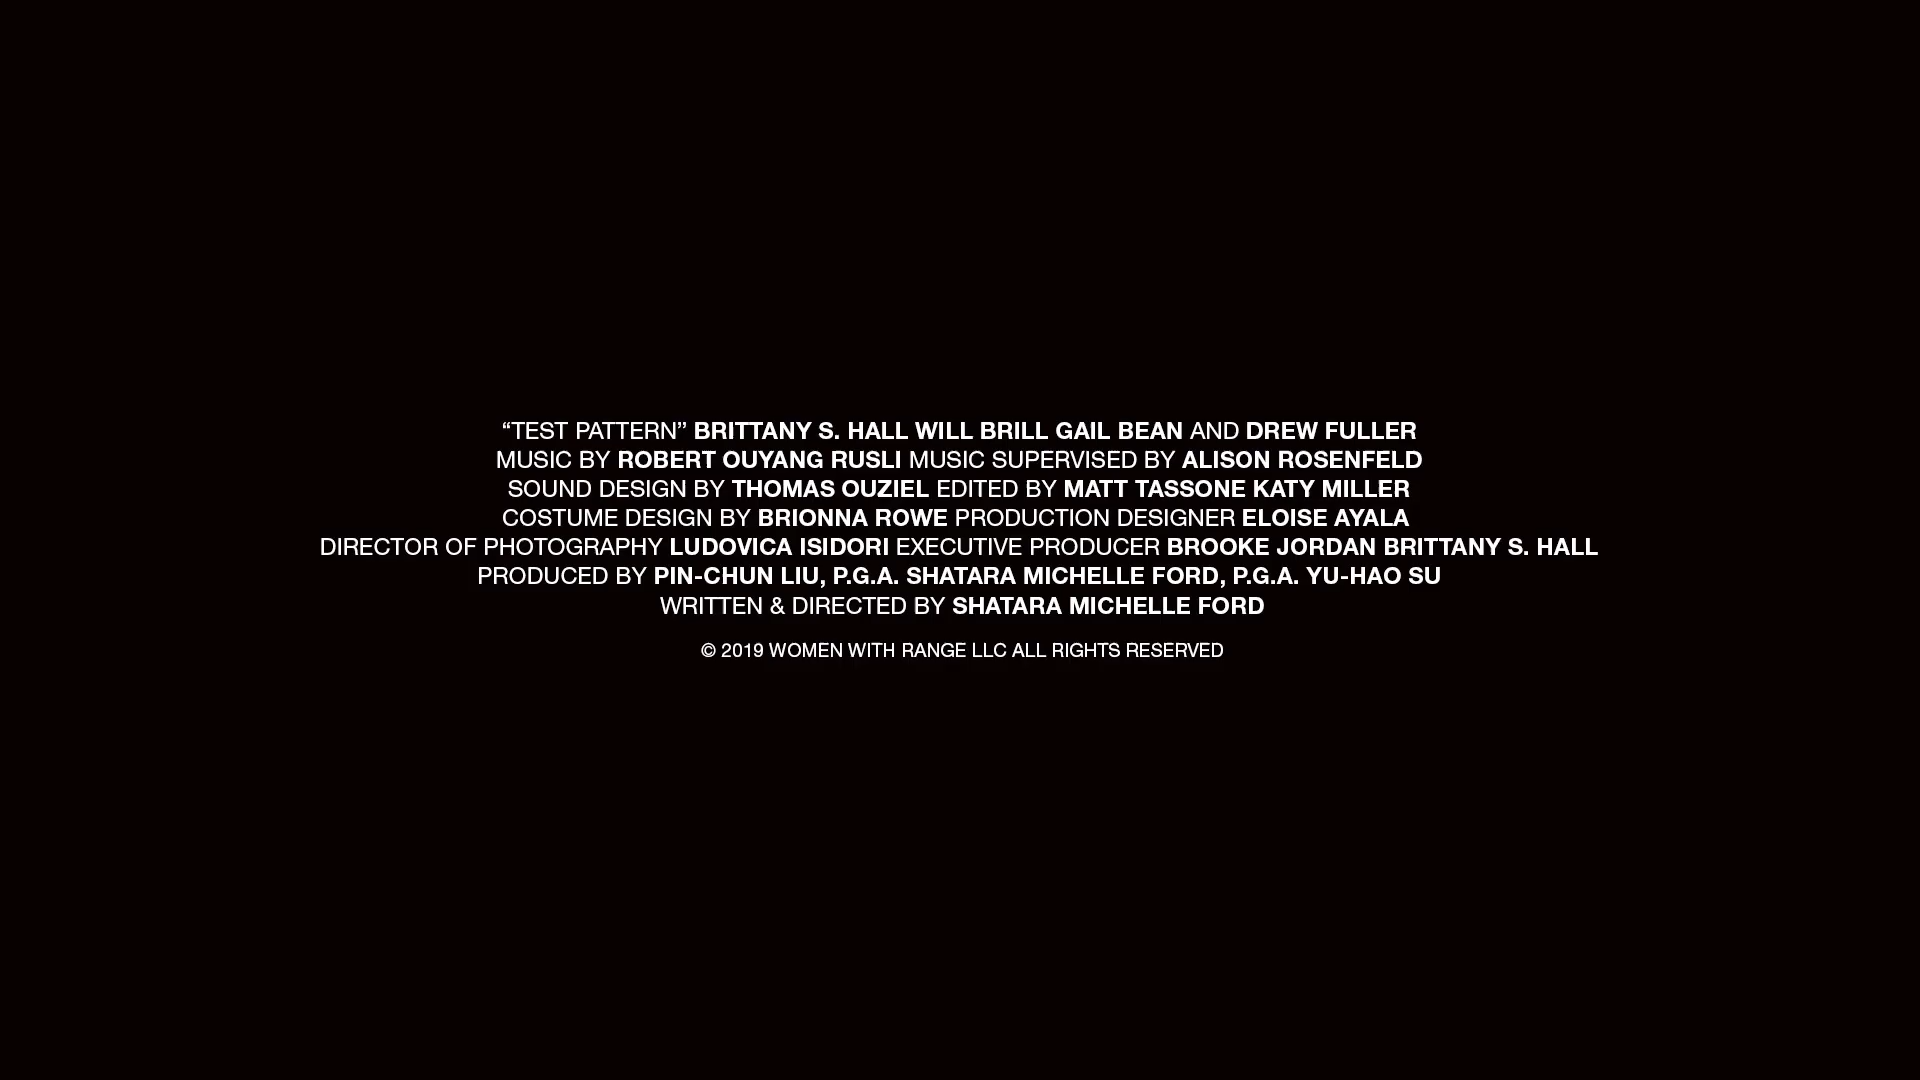 “TEST PATTERN” BRITTANY S. HALL WILL BRILL GAIL BEAN AND DREW FULLER
MUSIC BY ROBERT OUYANG RUSLI MUSIC SUPERVISED BY ALISON ROSENFELD
SOUND DESIGN BY THOMAS OUZIEL EDITED BY MATT TASSONE KATY MILLER
COSTUME DESIGN BY BRIONNA ROWE PRODUCTION DESIGNER ELOISE AYALA
DIRECTOR OF PHOTOGRAPHY LUDOVICA ISIDORI EXECUTIVE PRODUCER BROOKE JORDAN BRITTANY S. HALL
PRODUCED BY PIN-CHUN LIU, P.G.A. SHATARA MICHELLE FORD, P.G.A. YU-HAO SU
WRITTEN & DIRECTED BY SHATARA MICHELLE FORD
© 2019 WOMEN WITH RANGE LLC ALL RIGHTS RESERVED